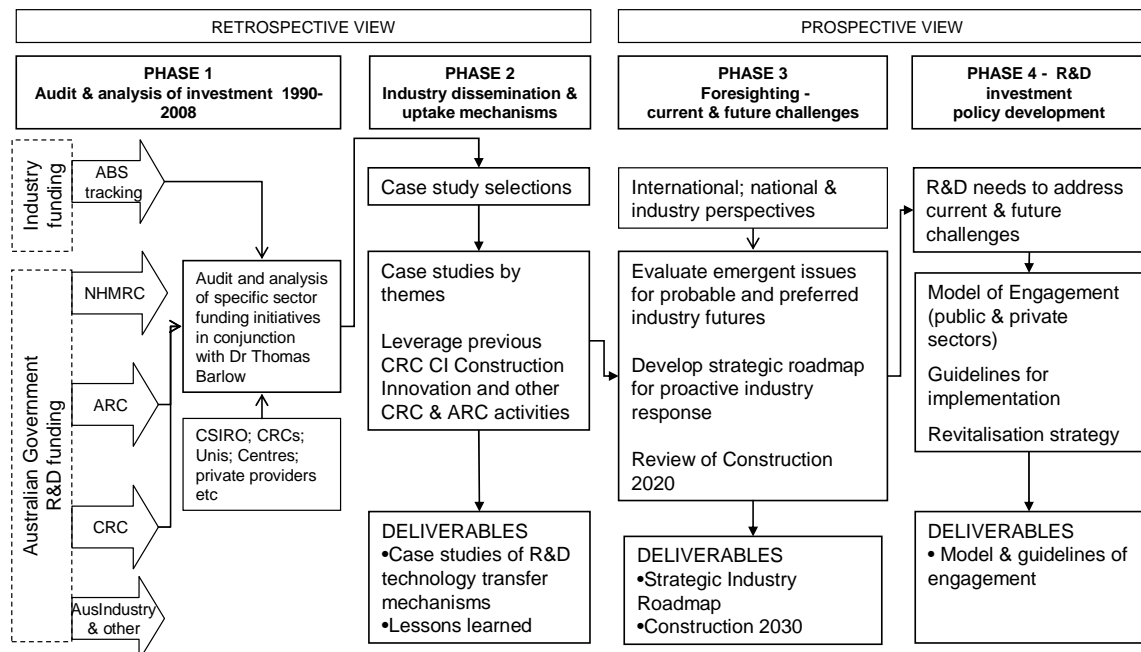 RETROSPECTIVE VIEW
PROSPECTIVE VIEW
PHASE 1
Audit & analysis of investment 1990-
2008
PHASE 2
Industry dissemination &
uptake mechanisms
PHASE 3
Foresighting -
current & future challenges
PHASE 4 - R&D
investment
policy development
Industry
funding
ABS
tracking
Australian Government
R&D funding
NHMRC
ARC
CRC
AusIndustry
& other
Audit and analysis
of specific sector
funding initiatives
in conjunction
with Dr Thomas
Barlow
CSIRO; CRCs;
Unis; Centres;
private providers
etc
Case study selections
Case studies by
themes
Leverage previous
CRC CI Construction
Innovation and other
CRC & ARC activities
DELIVERABLES
•Case studies of R&D
technology transfer
mechanisms
•Lessons learned
International; national &
industry perspectives
Evaluate emergent issues
for probable and preferred
industry futures
Develop strategic roadmap
for proactive industry
response
Review of Construction
2020
DELIVERABLES
•Strategic Industry
Roadmap
•Construction 2030
R&D needs to address
current & future
challenges
Model of Engagement
(public & private
sectors)
Guidelines for
implementation
Revitalisation strategy
DELIVERABLES
• Model & guidelines of
engagement